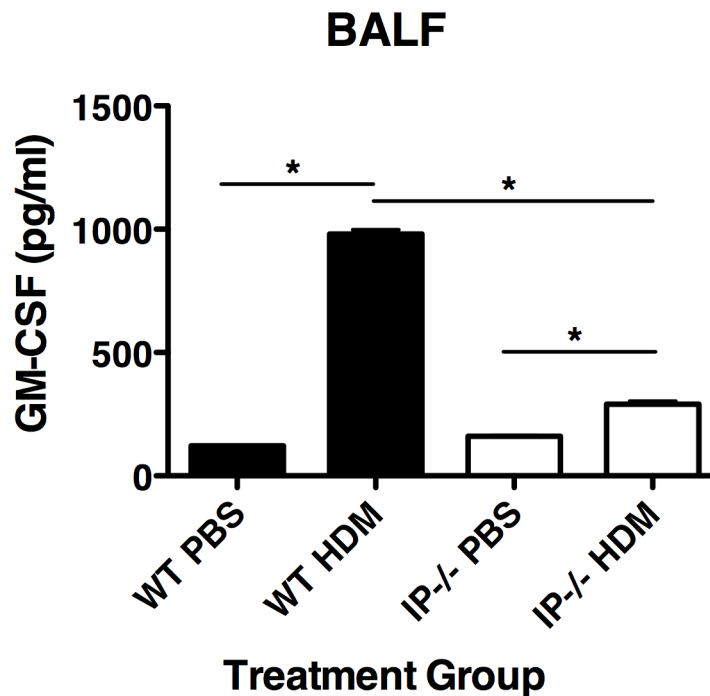 BALF
GM-CSF (pg/ml)
1500
1000
500
0
*
*
*
WT PBS
WT HDM
IP-/- PBS
IP-/- HDM
Treatment Group